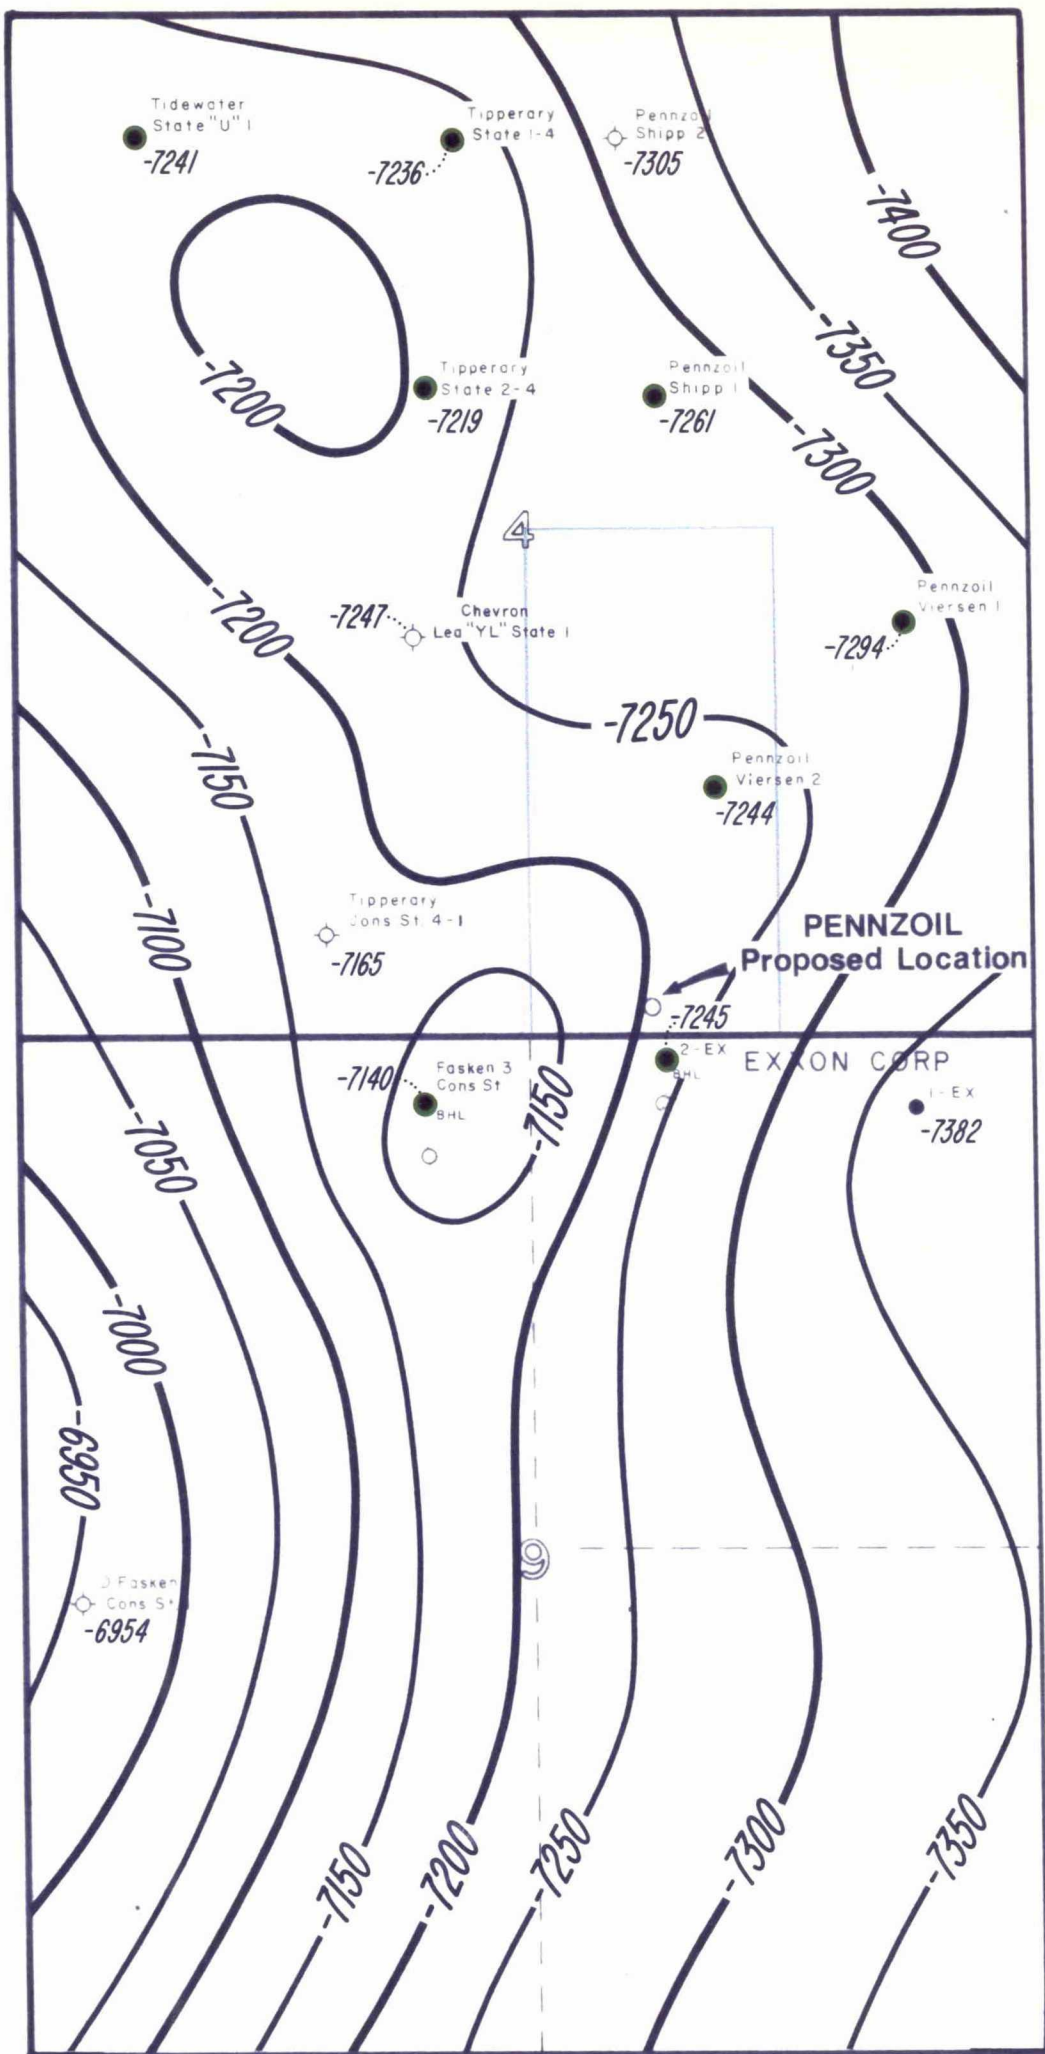 Tidewater
State "U" 1
-7241
Tipperary
State 1-4
-7236
Pennzoil
Shipp 2
-7305
-7400
-7350
-7200
Tipperary
State 2-4
-7219
Pennzoil
Shipp 1
-7261
-7300
4
-7200
-7247
Chevron
Lea "YL" State 1
Pennzoil
Viersen 1
-7294
-7250
-7150
Pennzoil
Viersen 2
-7244
-7100
Tipperary
Cons St. 4-1
-7165
PENNZOIL
Proposed Location
-7245
2-EX
BHL
EXXON CORP
-7140
Fasken 3
Cons St
BHL
-7150
1-EX
-7382
-7050
-7000
-6950
9
D Fasken
Cons St
-6954
-7150
-7200
-7250
-7300
-7350